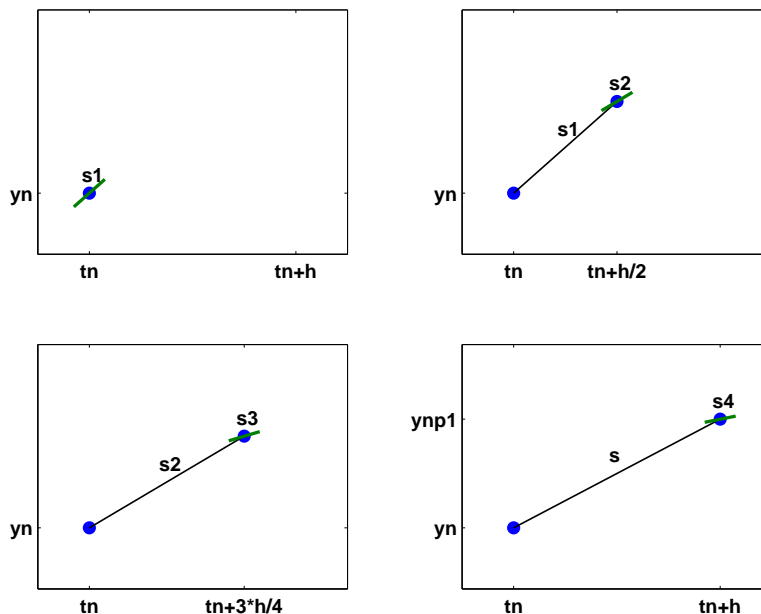 s1
yn
tn tn+h
s2
s1
yn
tn tn+h/2
s3
s2
yn
tn tn+3*h/4
s4
ynp1
s
yn
tn tn+h